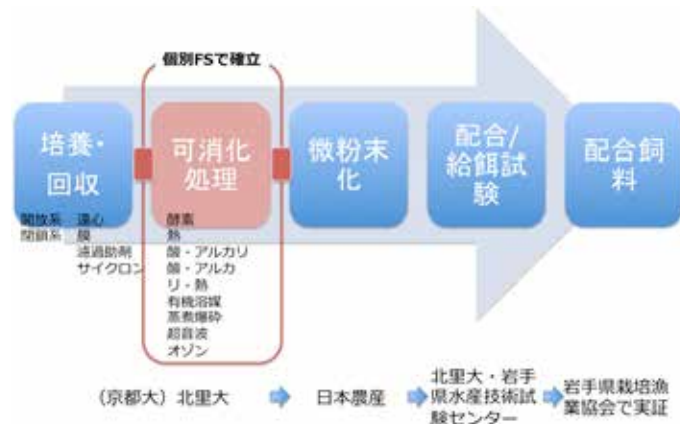 個別FSで確立
培養・
回収
可消化
処理
微粉末
化
配合/
給餌試
験
配合飼
料
開放系
閉鎖系
遠心
膜
濾過助剤
サイクロン
酵素
熱
酸・アルカリ
酸・アルカ
リ・熱
有機溶媒
蒸煮爆砕
超音波
オゾン
(京都大)北里大
日本農産
北里大・岩手
県水産技術試
験センター
岩手県栽培漁
業協会で実証